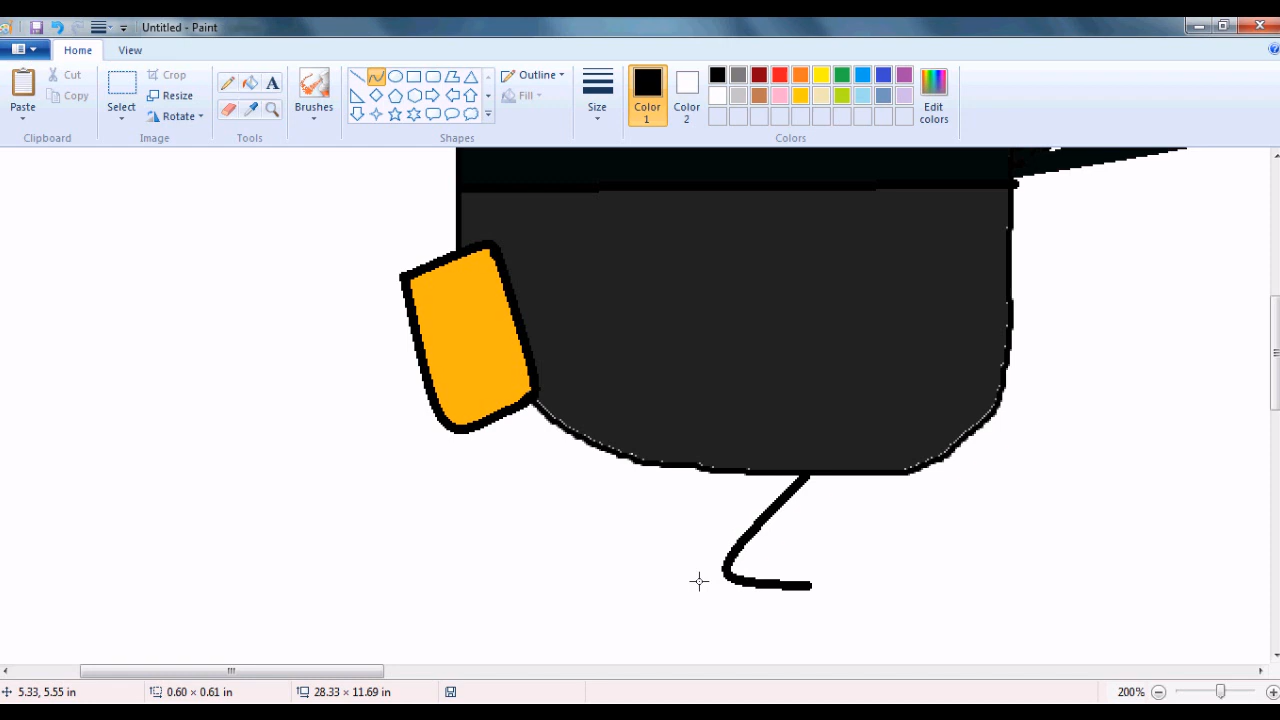 Untitled - Paint
Home View
Cut
Copy
Paste
Clipboard
Crop
Resize
Rotate
Select
Image
A
Tools
Brushes
Outline
Fill
Shapes
Size
Color 1
Color 2
Edit colors
Colors
5.33, 5.55 in
0.60 × 0.61 in
28.33 × 11.69 in
200%